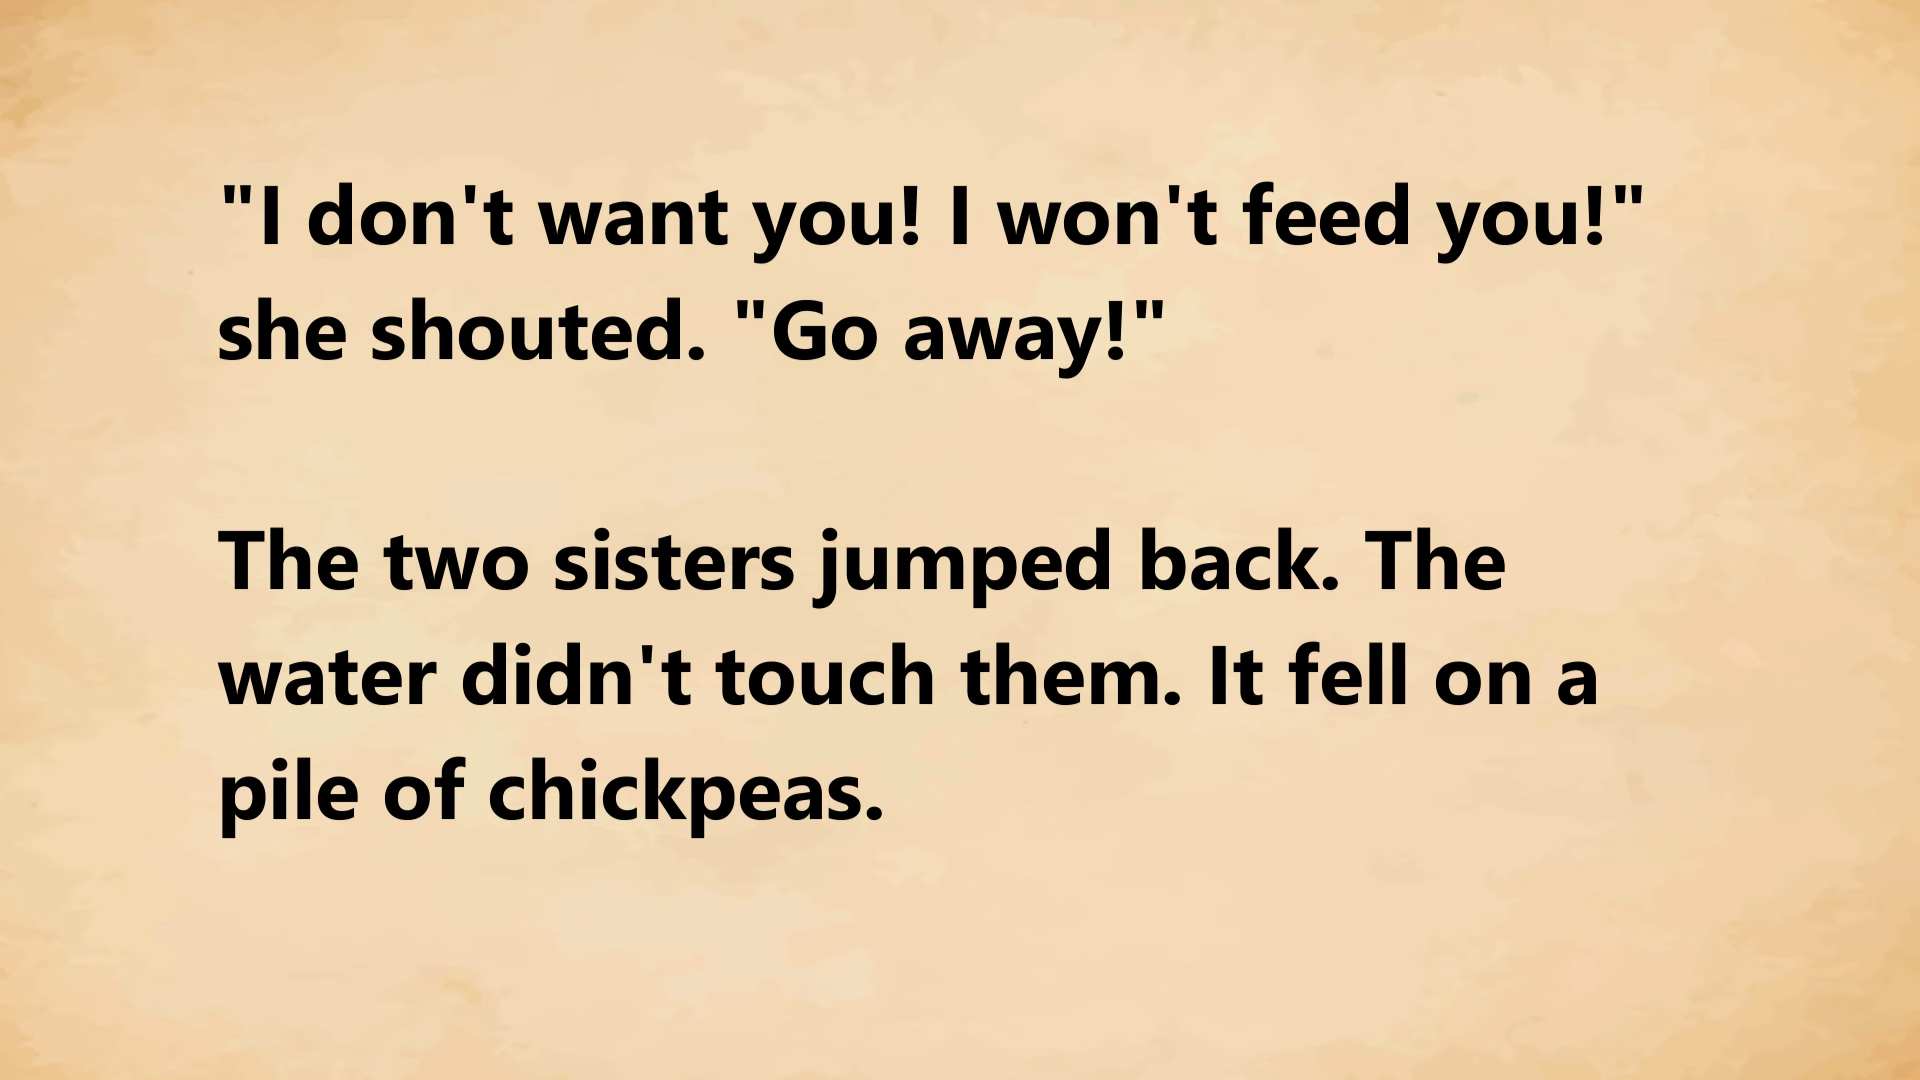 "I don't want you! I won't feed you!"
she shouted. "Go away!"
The two sisters jumped back. The
water didn't touch them. It fell on a
pile of chickpeas.